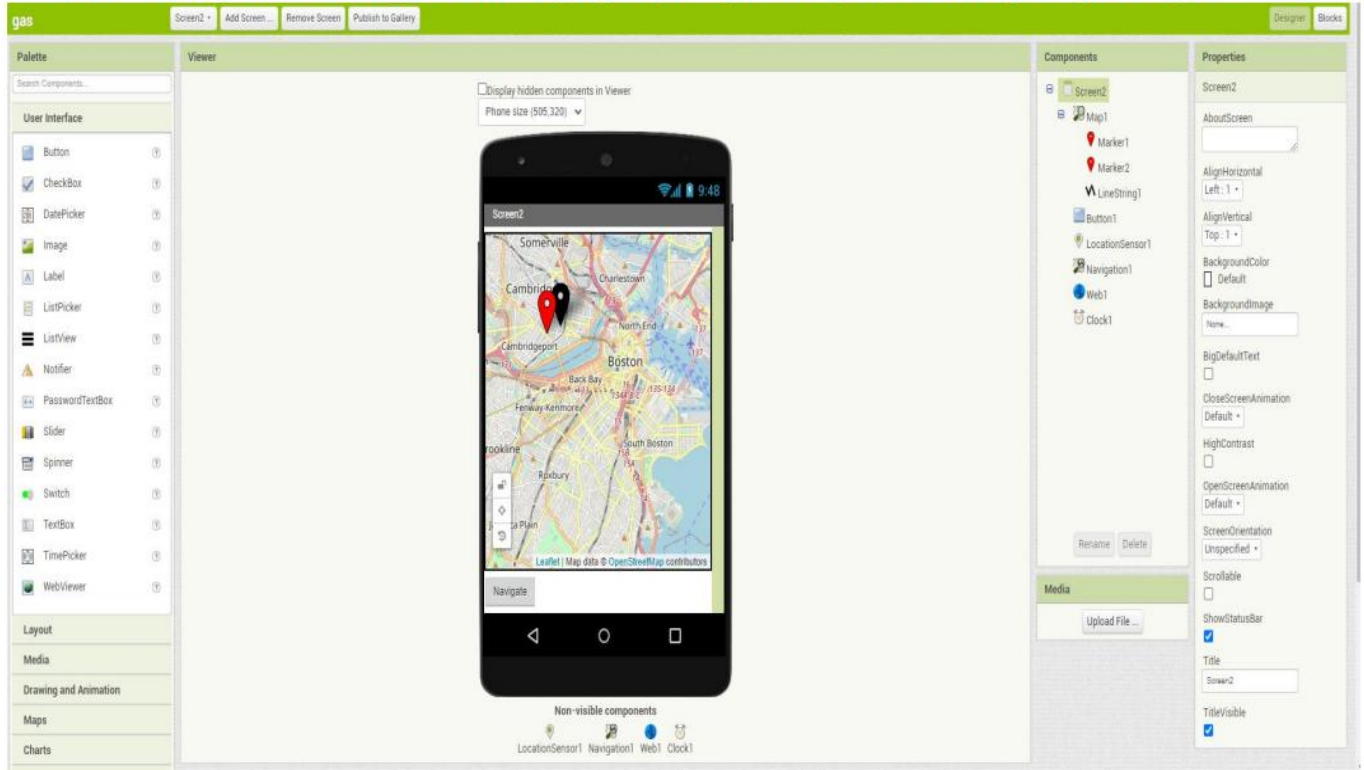 gas
Screen2
Add Screen ...
Remove Screen
Publish to Gallery
Designer
Blocks
Palette
Search Components...
User Interface
Button
CheckBox
DatePicker
Image
Label
ListPicker
ListView
Notifier
PasswordTextBox
Slider
Spinner
Switch
TextBox
TimePicker
WebViewer
Layout
Media
Drawing and Animation
Maps
Charts
Viewer
Display hidden components in Viewer
Phone size (505,320)
9:48
Screen2
Somerville
Charlestown
North End
137
Cambridgeport
137
Boston
Back Bay
Fenway-Kenmore
South Boston
Roxbury
Leaflet | Map data © OpenStreetMap contributors
Navigate
Non-visible components
LocationSensor1 Navigation1 Web1 Clock1
Components
Screen2
Map1
Marker1
Marker2
LineString1
Button1
LocationSensor1
Navigation1
Web1
Clock1
Rename
Delete
Media
Upload File ...
Properties
Screen2
AboutScreen
AlignHorizontal
Left : 1
AlignVertical
Top : 1
BackgroundColor
Default
BackgroundImage
None...
BigDefaultText
CloseScreenAnimation
Default
HighContrast
OpenScreenAnimation
Default
ScreenOrientation
Unspecified
Scrollable
ShowStatusBar
Title
Screen2
TitleVisible